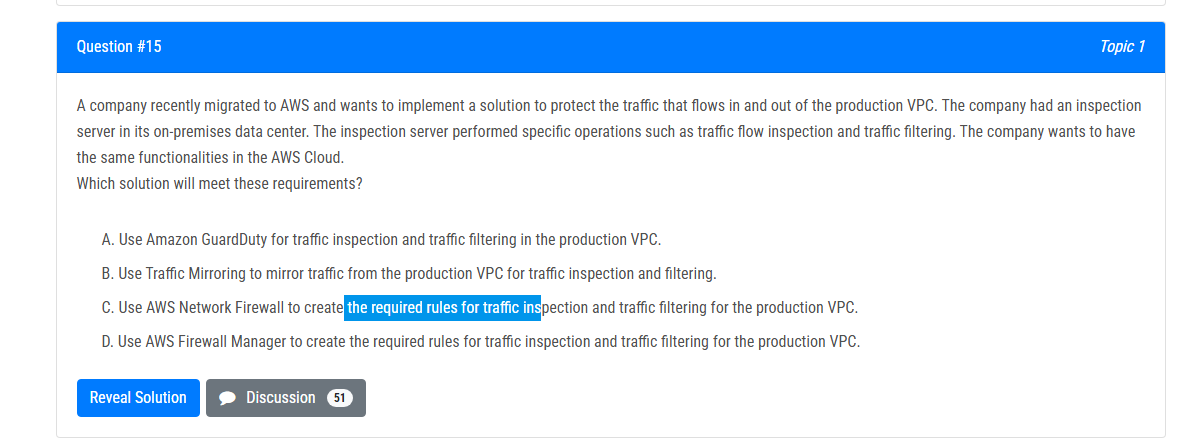 Question #15
Topic 1
A company recently migrated to AWS and wants to implement a solution to protect the traffic that flows in and out of the production VPC. The company had an inspection
server in its on-premises data center. The inspection server performed specific operations such as traffic flow inspection and traffic filtering. The company wants to have
the same functionalities in the AWS Cloud.
Which solution will meet these requirements?
A. Use Amazon GuardDuty for traffic inspection and traffic filtering in the production VPC.
B. Use Traffic Mirroring to mirror traffic from the production VPC for traffic inspection and filtering.
C. Use AWS Network Firewall to create the required rules for traffic inspection and traffic filtering for the production VPC.
D. Use AWS Firewall Manager to create the required rules for traffic inspection and traffic filtering for the production VPC.
Reveal Solution
Discussion 51